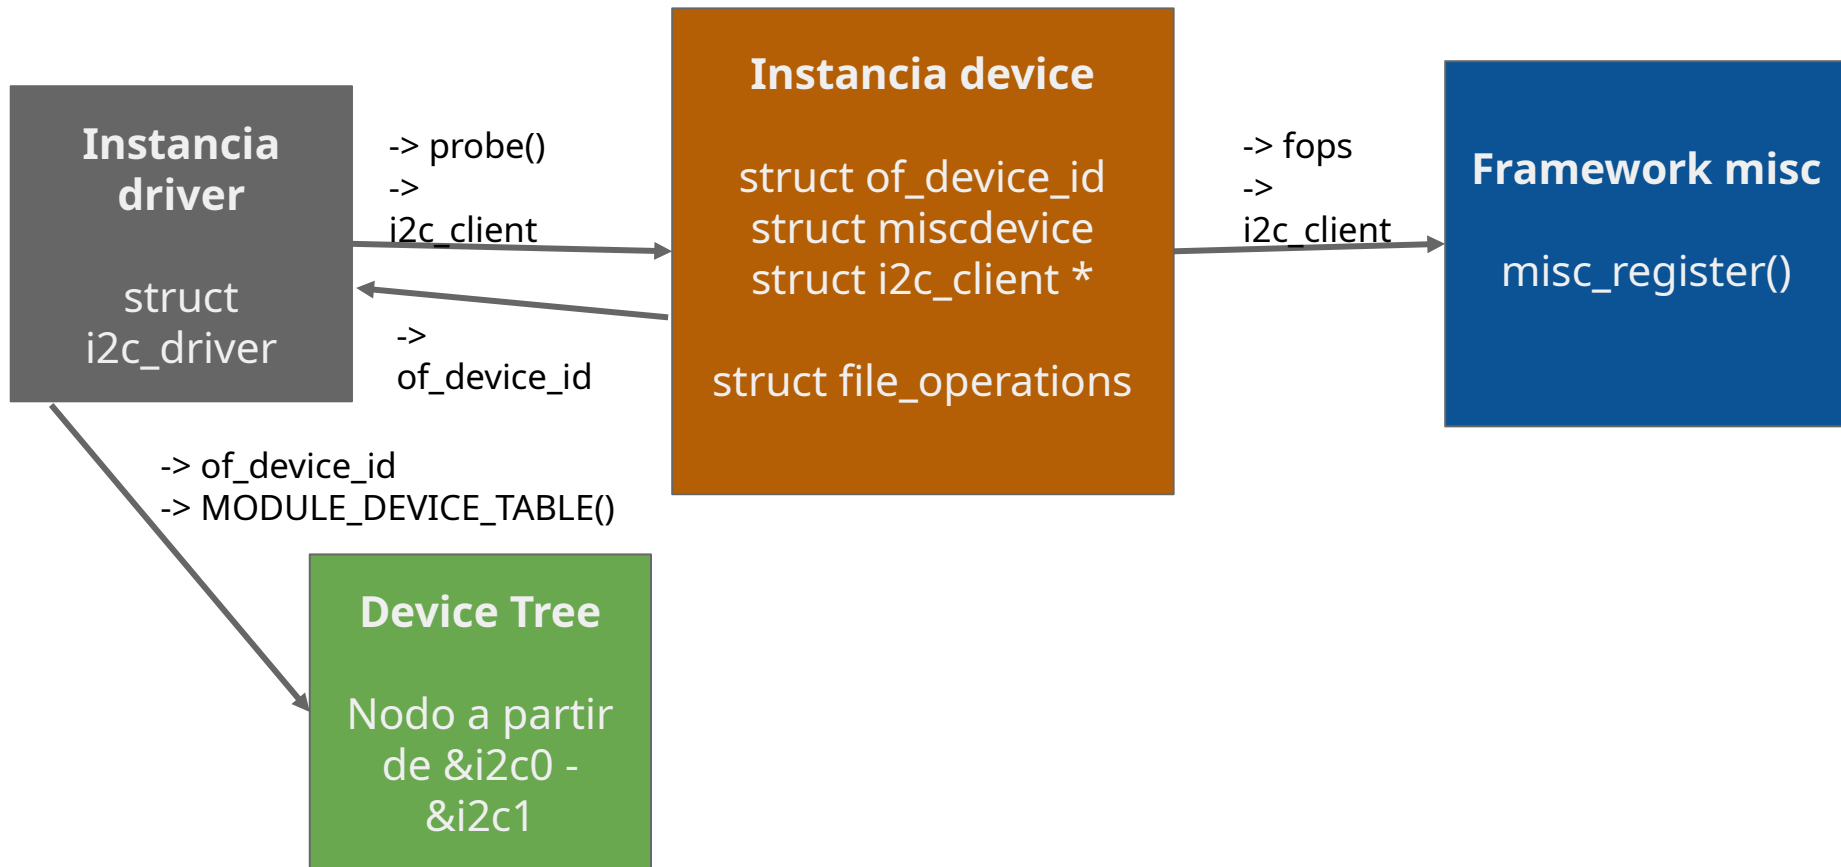 Instancia
driver
struct
i2c_driver
-> probe()
->
i2c_client
->
of_device_id
Instancia device
struct of_device_id
struct miscdevice
struct i2c_client *
struct file_operations
-> fops
->
i2c_client
Framework misc
misc_register()
-> of_device_id
-> MODULE_DEVICE_TABLE()
Device Tree
Nodo a partir
de &i2c0 -
&i2c1